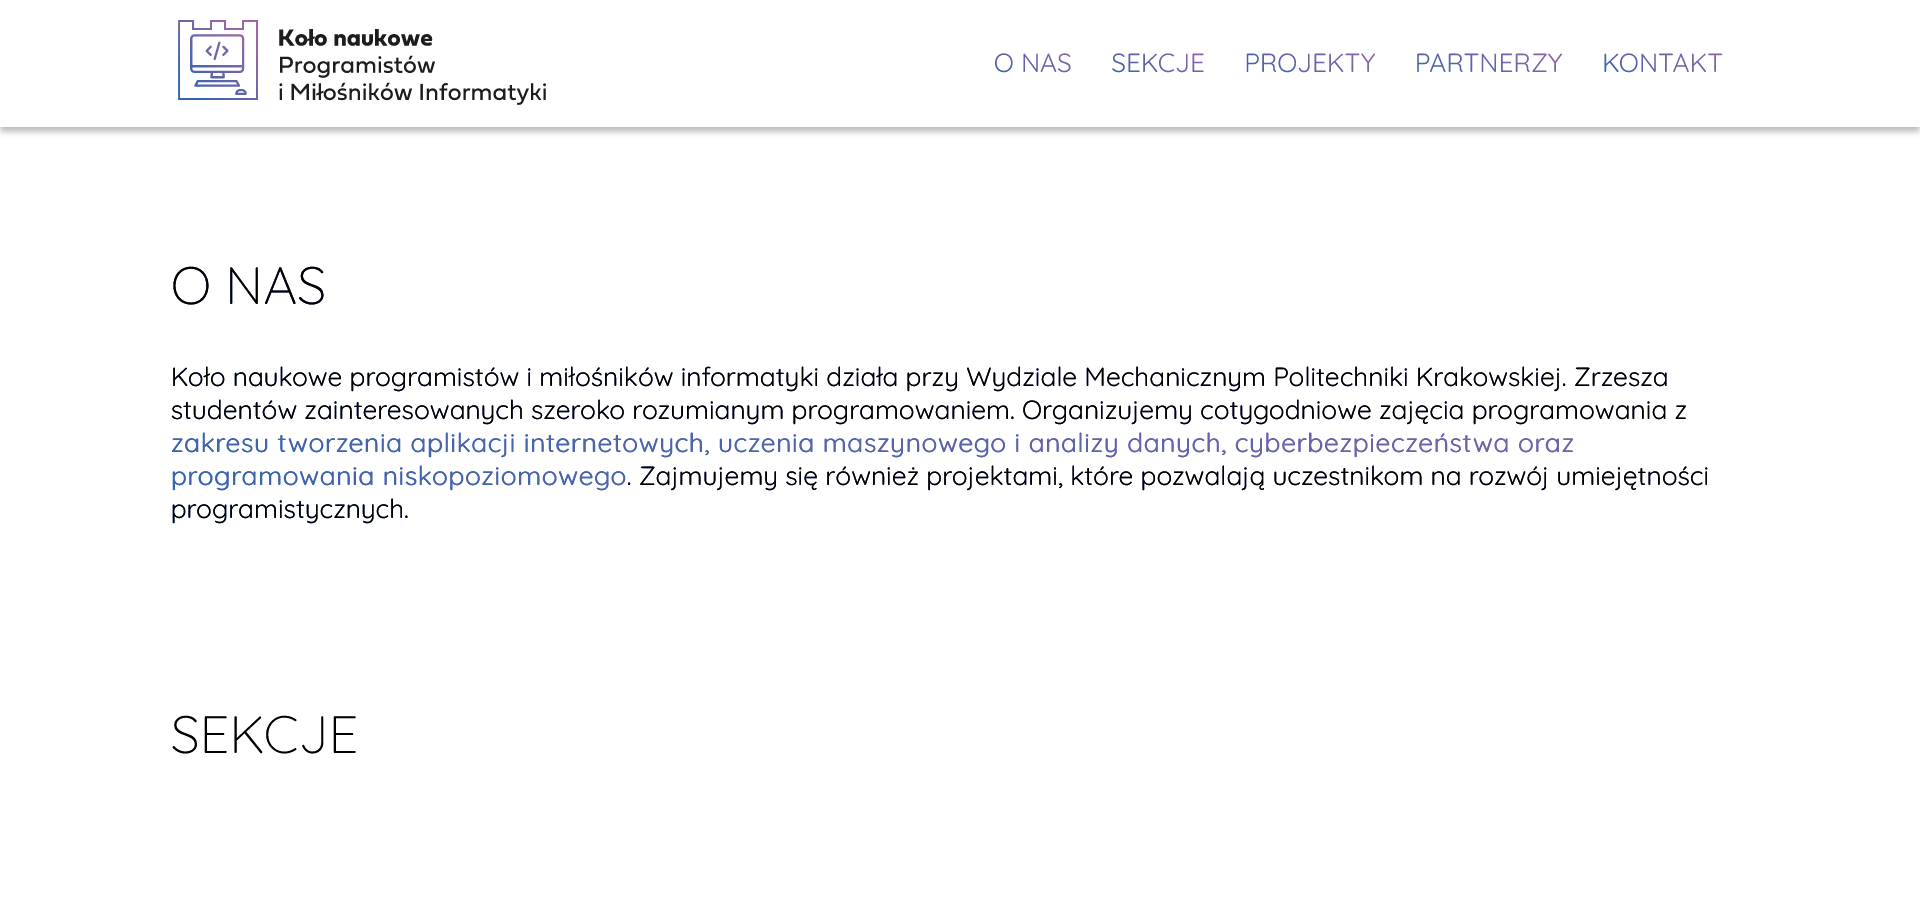 Koło naukowe
Programistów
i Miłośników Informatyki
O NAS SEKCJE PROJEKTY PARTNERZY KONTAKT
O NAS
Koło naukowe programistów i miłośników informatyki działa przy Wydziale Mechanicznym Politechniki Krakowskiej. Zrzesza
studentów zainteresowanych szeroko rozumianym programowaniem. Organizujemy cotygodniowe zajęcia programowania z
zakresu tworzenia aplikacji internetowych, uczenia maszynowego i analizy danych, cyberbezpieczeństwa oraz
programowania niskopoziomowego. Zajmujemy się również projektami, które pozwalają uczestnikom na rozwój umiejętności
programistycznych.
SEKCJE